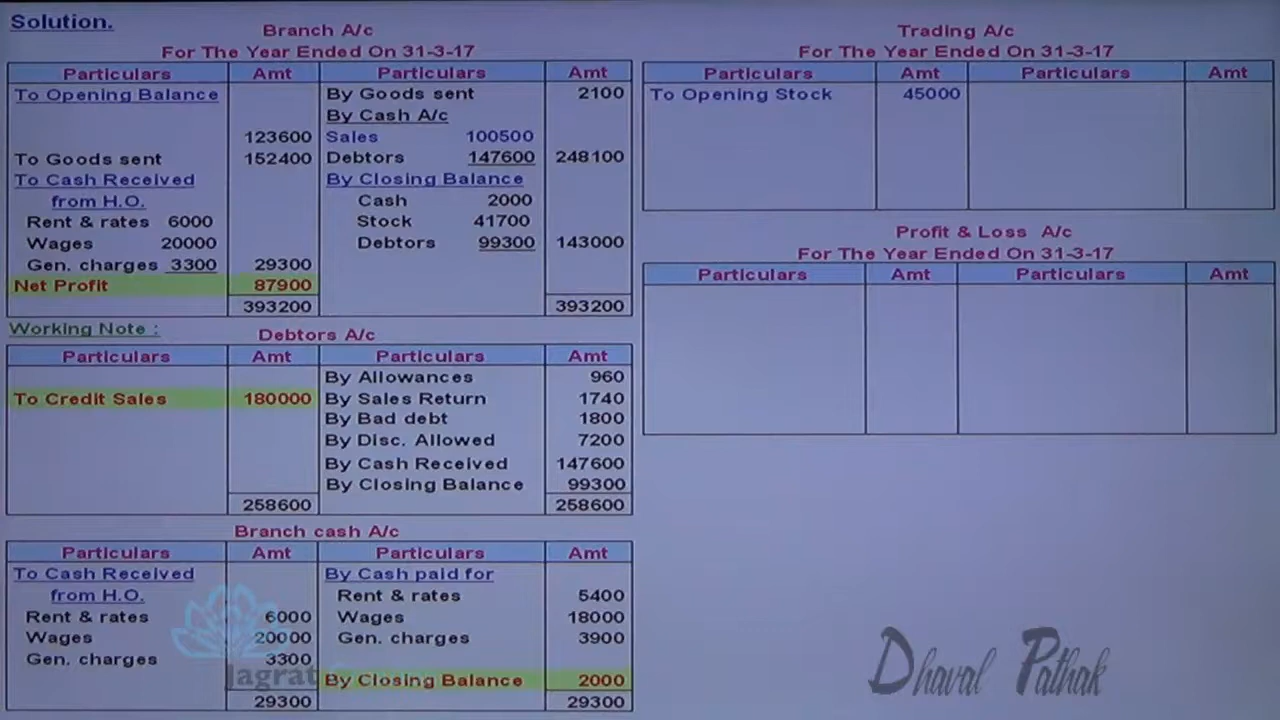 Solution.
Branch A/c
For The Year Ended On 31-3-17
Particulars Amt Particulars Amt
To Opening Balance By Goods sent 2100
By Cash A/c
123600 Sales 100500
To Goods sent 152400 Debtors 147600 248100
To Cash Received By Closing Balance
from H.O. Cash 2000
Rent & rates 6000 Stock 41700
Wages 20000 Debtors 99300 143000
Gen. charges 3300 29300
Net Profit 87900
393200 393200
Working Note :
Debtors A/c
Particulars Amt Particulars Amt
By Allowances 960
To Credit Sales 180000 By Sales Return 1740
By Bad debt 1800
By Disc. Allowed 7200
By Cash Received 147600
By Closing Balance 99300
258600 258600
Branch cash A/c
Particulars Amt Particulars Amt
To Cash Received By Cash paid for
from H.O. Rent & rates 5400
Rent & rates 6000 Wages 18000
Wages 20000 Gen. charges 3900
Gen. charges 3300
By Closing Balance 2000
29300 29300
Trading A/c
For The Year Ended On 31-3-17
Particulars Amt Particulars Amt
To Opening Stock 45000
Profit & Loss A/c
For The Year Ended On 31-3-17
Particulars Amt Particulars Amt
Jagrat
Dhaval Pathak